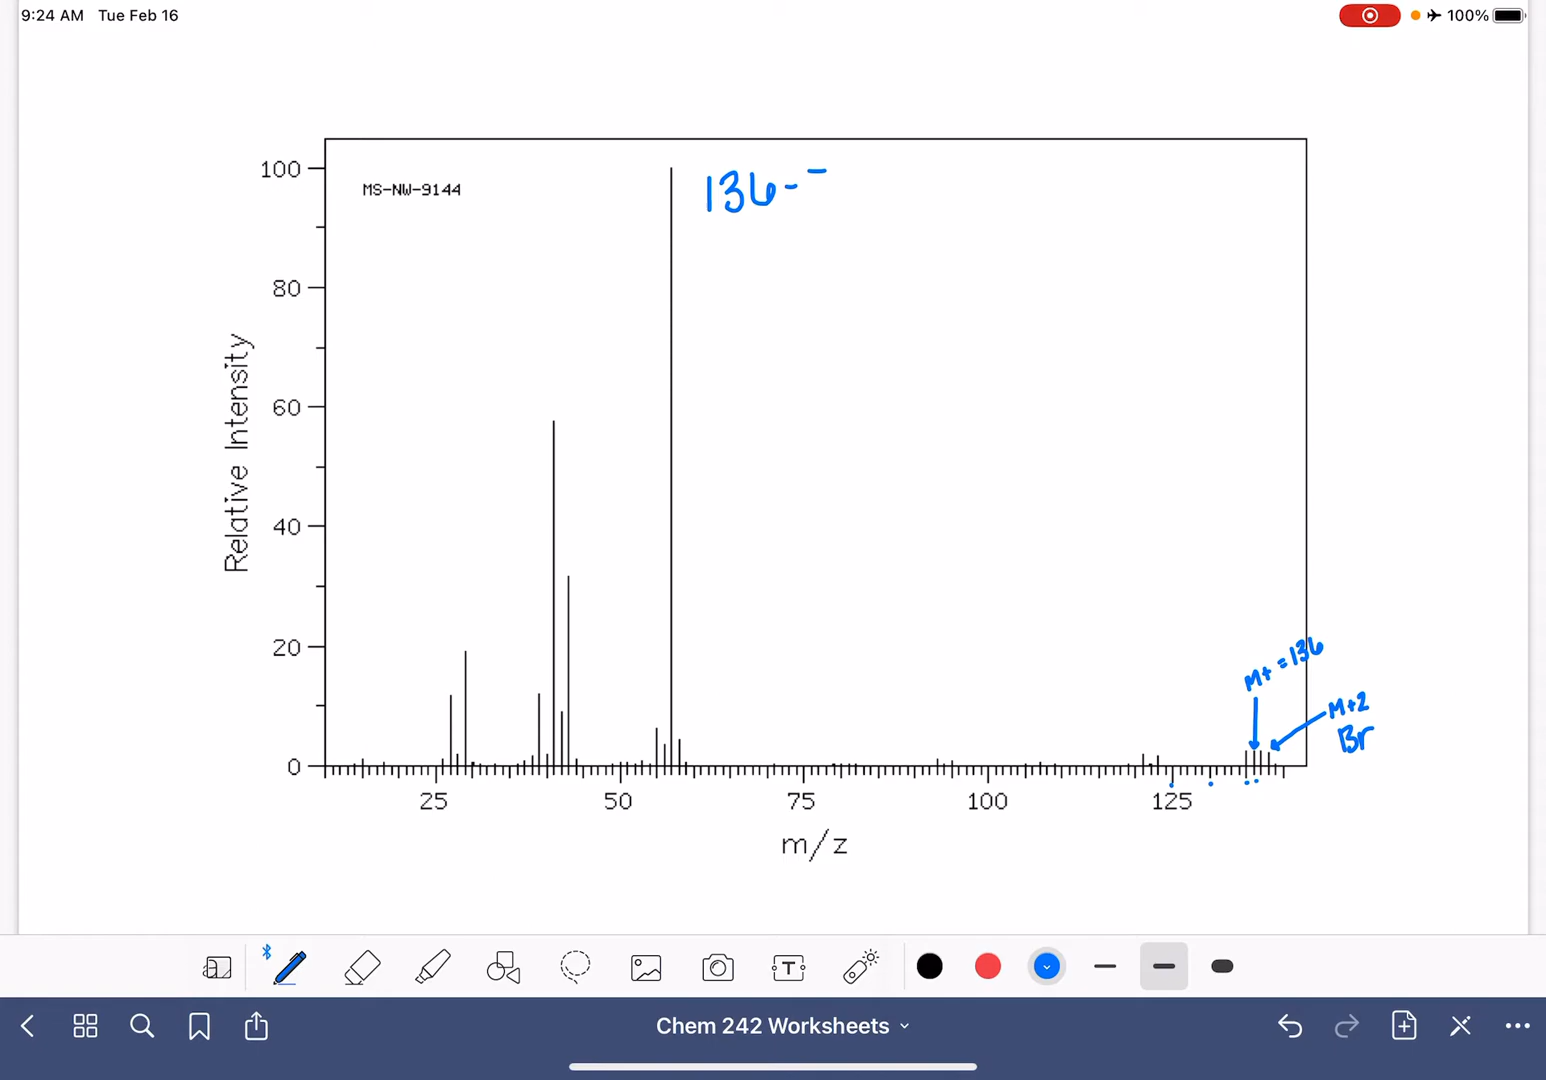 9:24 AM Tue Feb 16
100%
MS-NW-9144
136-
Relative Intensity
100
80
60
40
20
0
M+ = 136
M+2
Br
25 50 75 100 125
m/z
a
T
Chem 242 Worksheets